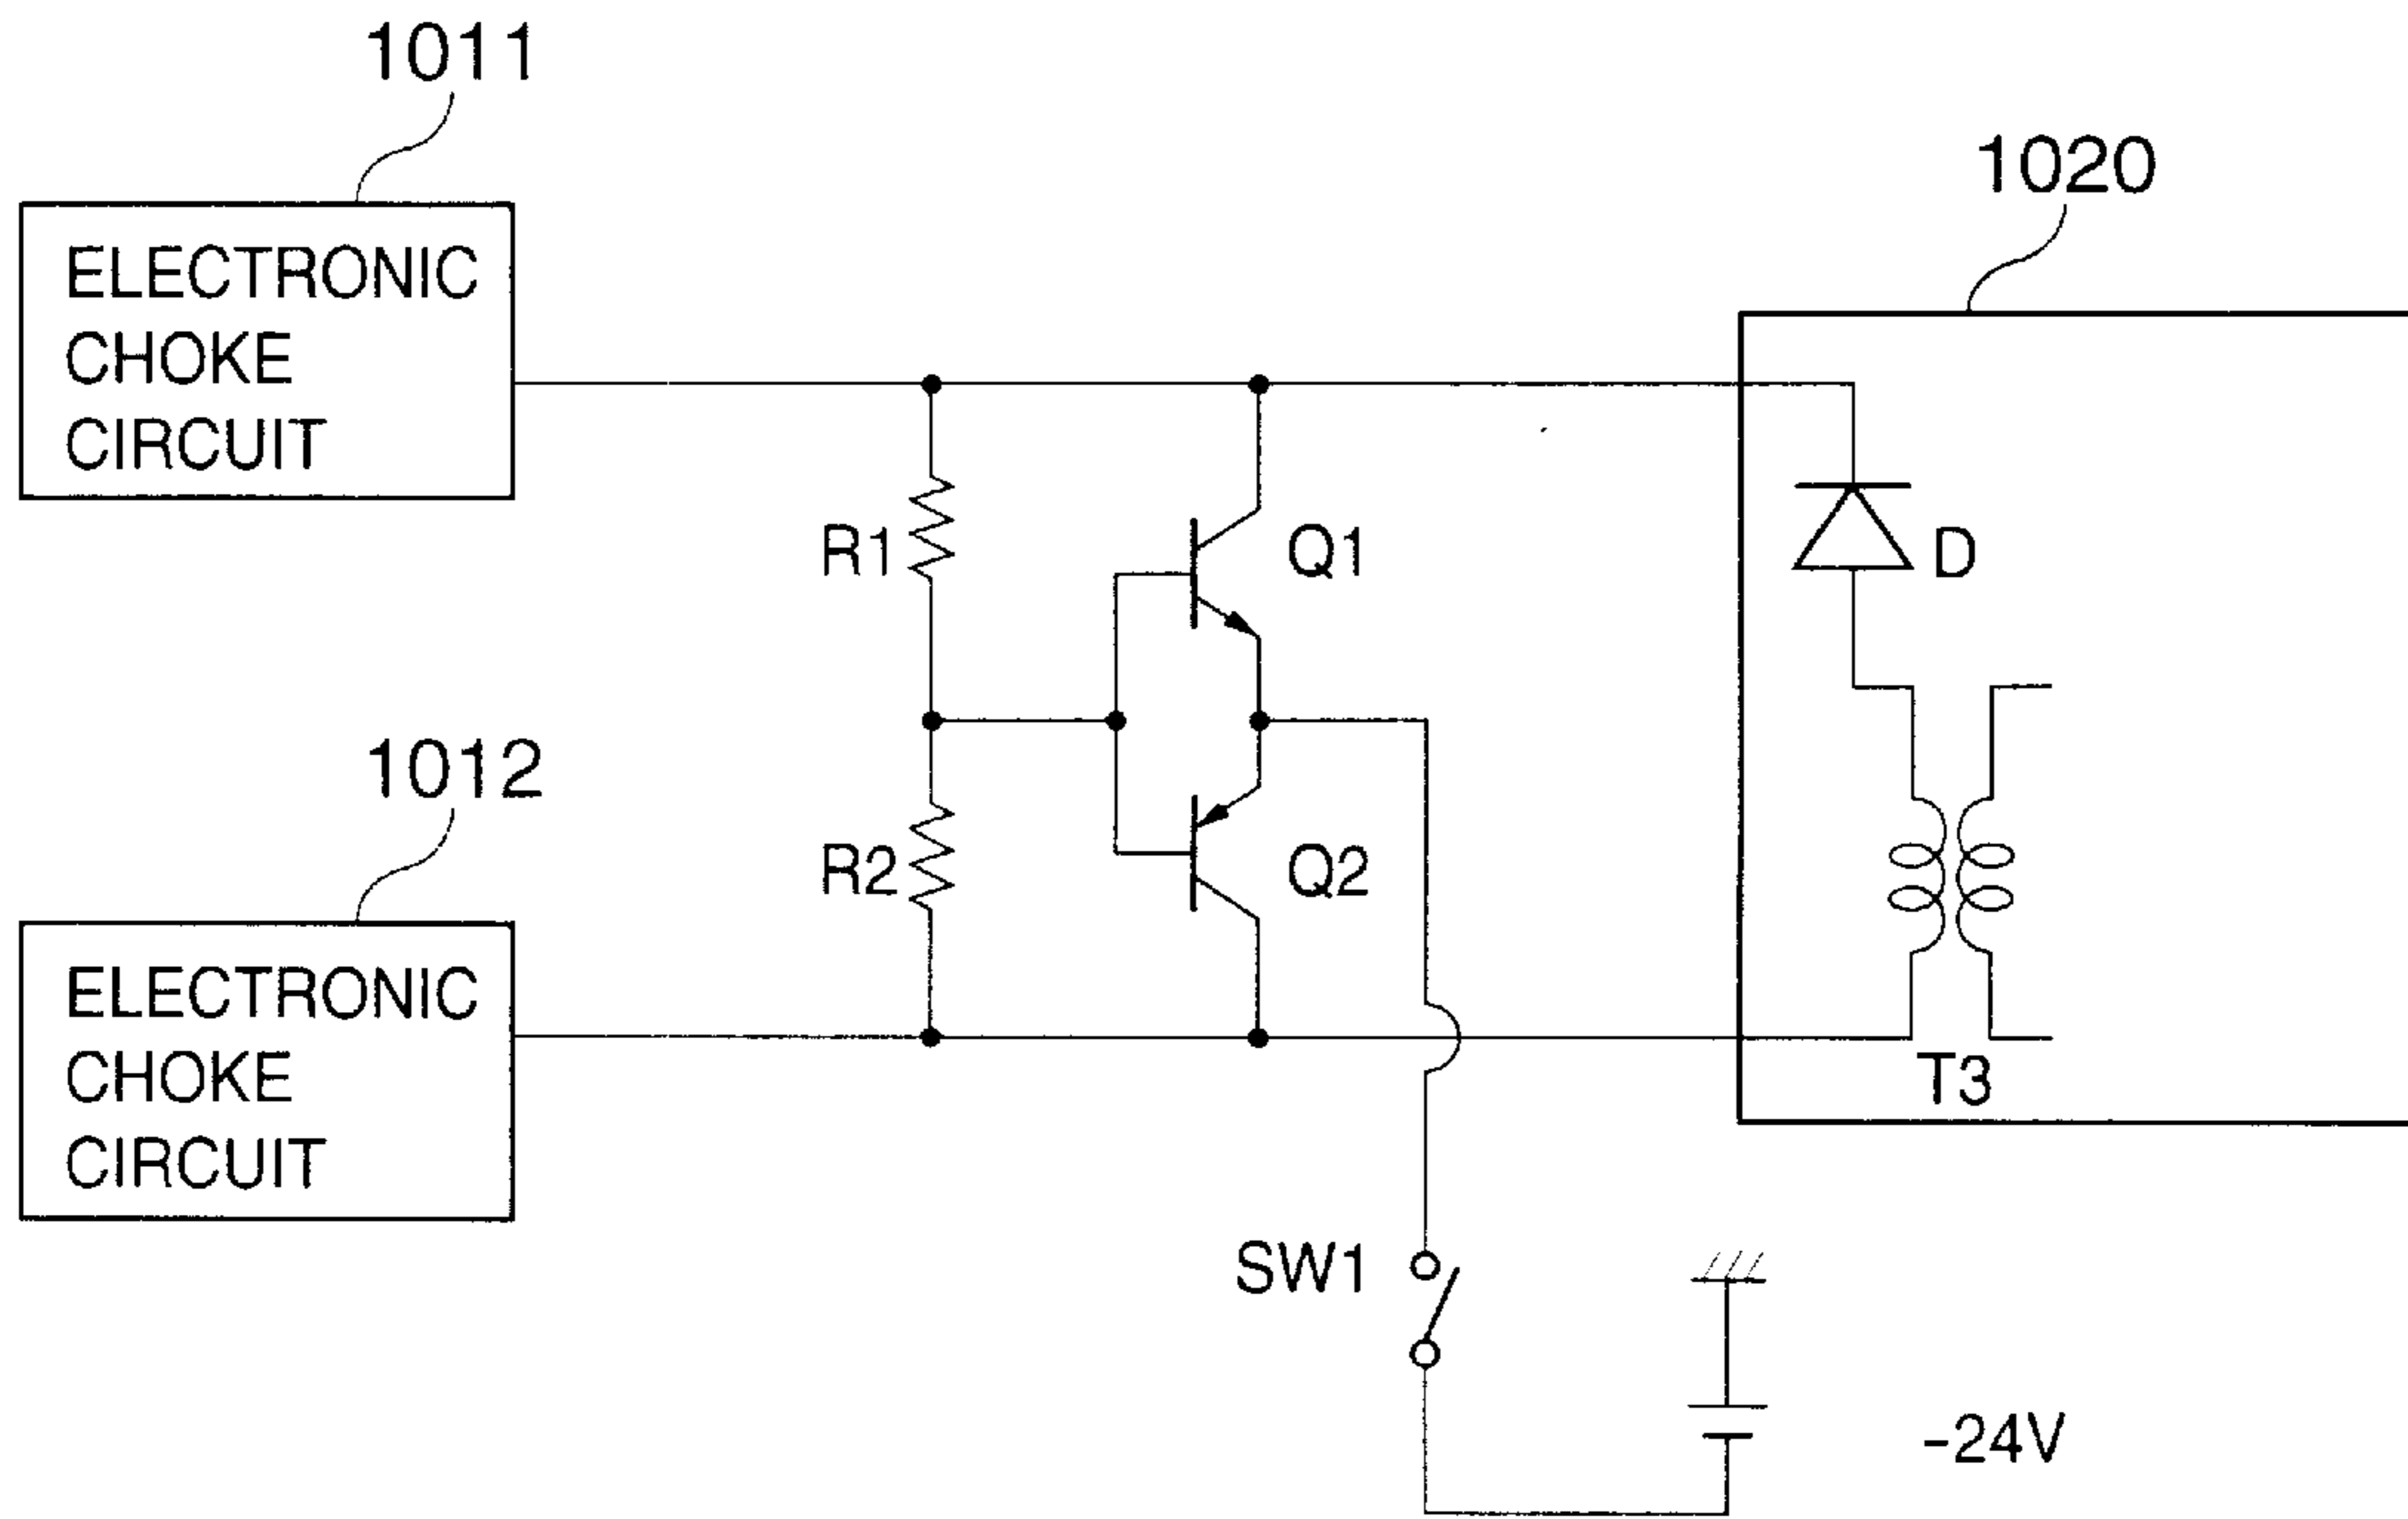 1011
1020
ELECTRONIC
CHOKE
CIRCUIT
R1
Q1
D
1012
R2
Q2
ELECTRONIC
CHOKE
CIRCUIT
T3
SW1
-24V